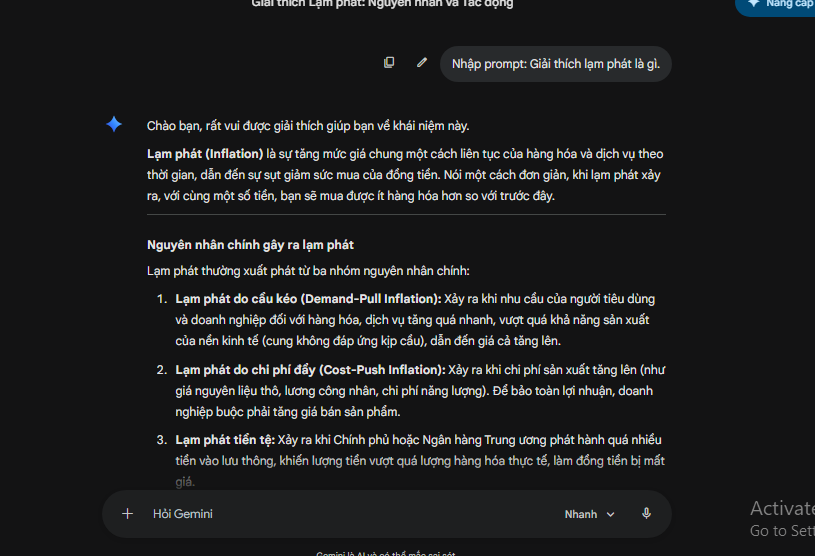 Giải thích Lạm phát: Nguyên nhân và Tác động
Nâng cấp
Nhập prompt: Giải thích lạm phát là gì.
Chào bạn, rất vui được giải thích giúp bạn về khái niệm này.
Lạm phát (Inflation) là sự tăng mức giá chung một cách liên tục của hàng hóa và dịch vụ theo
thời gian, dẫn đến sự sụt giảm sức mua của đồng tiền. Nói một cách đơn giản, khi lạm phát xảy
ra, với cùng một số tiền, bạn sẽ mua được ít hàng hóa hơn so với trước đây.
Nguyên nhân chính gây ra lạm phát
Lạm phát thường xuất phát từ ba nhóm nguyên nhân chính:
1. Lạm phát do cầu kéo (Demand-Pull Inflation): Xảy ra khi nhu cầu của người tiêu dùng
và doanh nghiệp đối với hàng hóa, dịch vụ tăng quá nhanh, vượt quá khả năng sản xuất
của nền kinh tế (cung không đáp ứng kịp cầu), dẫn đến giá cả tăng lên.
2. Lạm phát do chi phí đẩy (Cost-Push Inflation): Xảy ra khi chi phí sản xuất tăng lên (như
giá nguyên liệu thô, lương công nhân, chi phí năng lượng). Để bảo toàn lợi nhuận, doanh
nghiệp buộc phải tăng giá bán sản phẩm.
3. Lạm phát tiền tệ: Xảy ra khi Chính phủ hoặc Ngân hàng Trung ương phát hành quá nhiều
tiền vào lưu thông, khiến lượng tiền vượt quá lượng hàng hóa thực tế, làm đồng tiền bị mất
giá.
Hỏi Gemini
Nhanh
Activate
Go to Sett
Gemini là AI và có thể mắc sai sót.